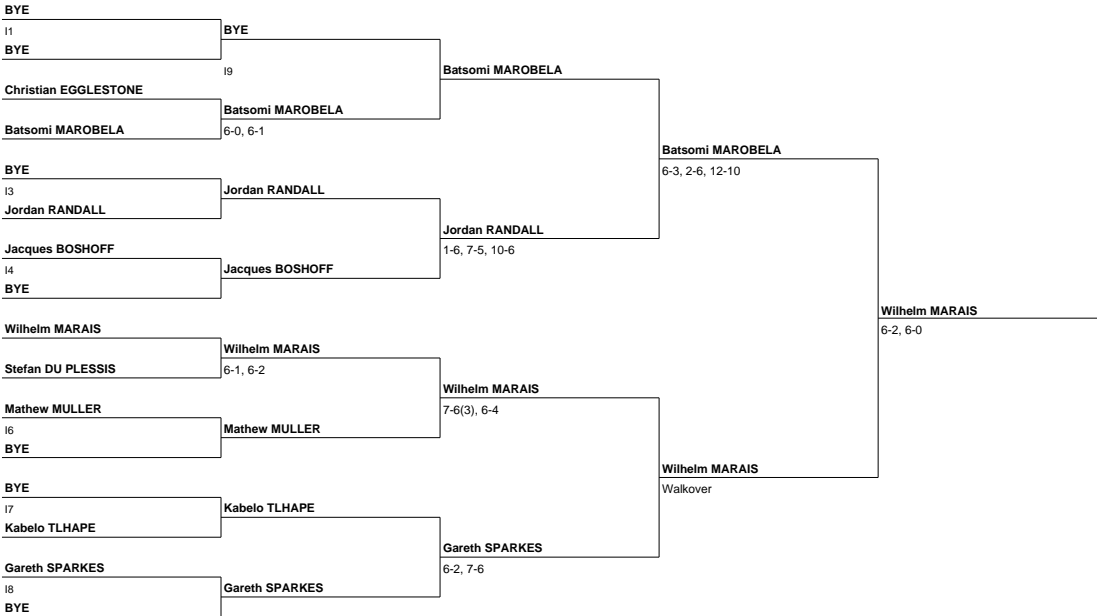 BYE
I1
BYE
BYE
I9
Christian EGGLESTONE
Batsomi MAROBELA
Batsomi MAROBELA
6-0, 6-1
Batsomi MAROBELA
BYE
I3
Jordan RANDALL
Jordan RANDALL
Jacques BOSHOFF
I4
BYE
Jacques BOSHOFF
Jordan RANDALL
1-6, 7-5, 10-6
Batsomi MAROBELA
6-3, 2-6, 12-10
Wilhelm MARAIS
Stefan DU PLESSIS
Wilhelm MARAIS
6-1, 6-2
Mathew MULLER
I6
BYE
Mathew MULLER
Wilhelm MARAIS
7-6(3), 6-4
BYE
I7
Kabelo TLHAPE
Kabelo TLHAPE
Gareth SPARKES
I8
BYE
Gareth SPARKES
Gareth SPARKES
6-2, 7-6
Wilhelm MARAIS
Walkover
Wilhelm MARAIS
6-2, 6-0